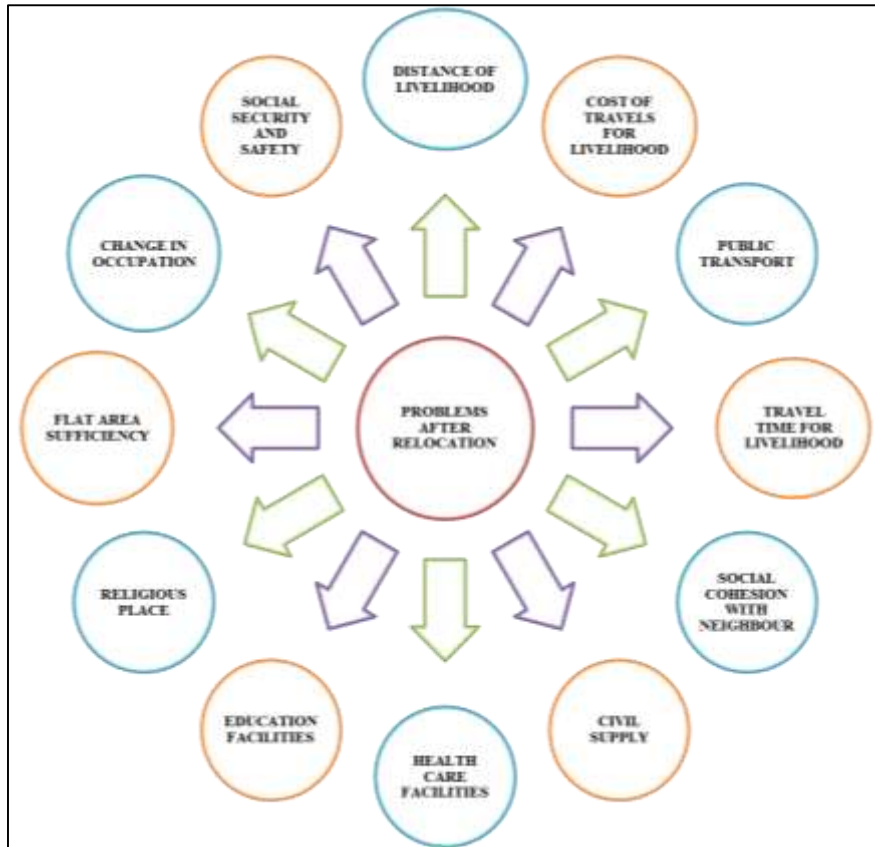 DISTANCE OF
LIVELIHOOD
COST OF
TRAVELS
FOR
LIVELIHOOD
PUBLIC
TRANSPORT
TRAVEL
TIME FOR
LIVELIHOOD
SOCIAL
COHESION
WITH
NEIGHBOUR
CIVIL
SUPPLY
HEALTH
CARE
FACILITIES
EDUCATION
FACILITIES
RELIGIOUS
PLACE
FLAT AREA
SUFFICIENCY
CHANGE IN
OCCUPATION
SOCIAL
SECURITY
AND
SAFETY
PROBLEMS
AFTER
RELOCATION